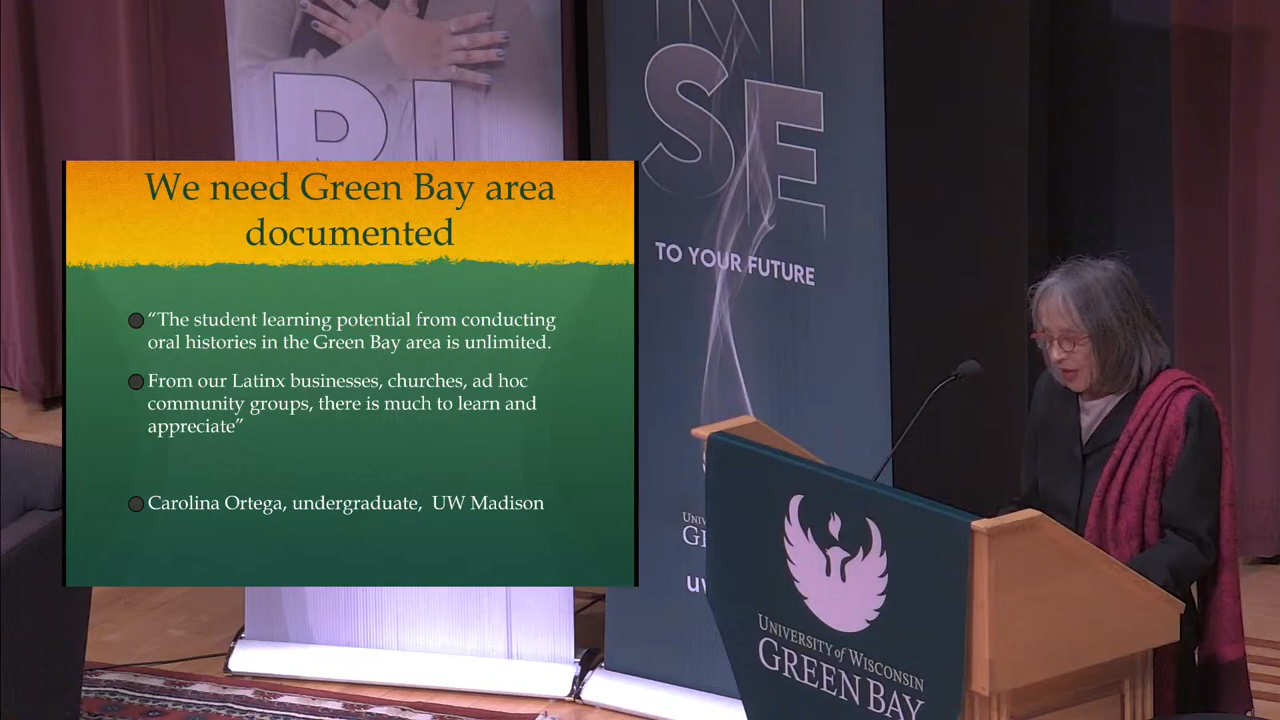 RI
RI
SE
TO YOUR FUTURE
We need Green Bay area
documented
“The student learning potential from conducting
oral histories in the Green Bay area is unlimited.
From our Latinx businesses, churches, ad hoc
community groups, there is much to learn and
appreciate”
Carolina Ortega, undergraduate, UW Madison
UNIVERSITY of WISCONSIN
GREEN BAY